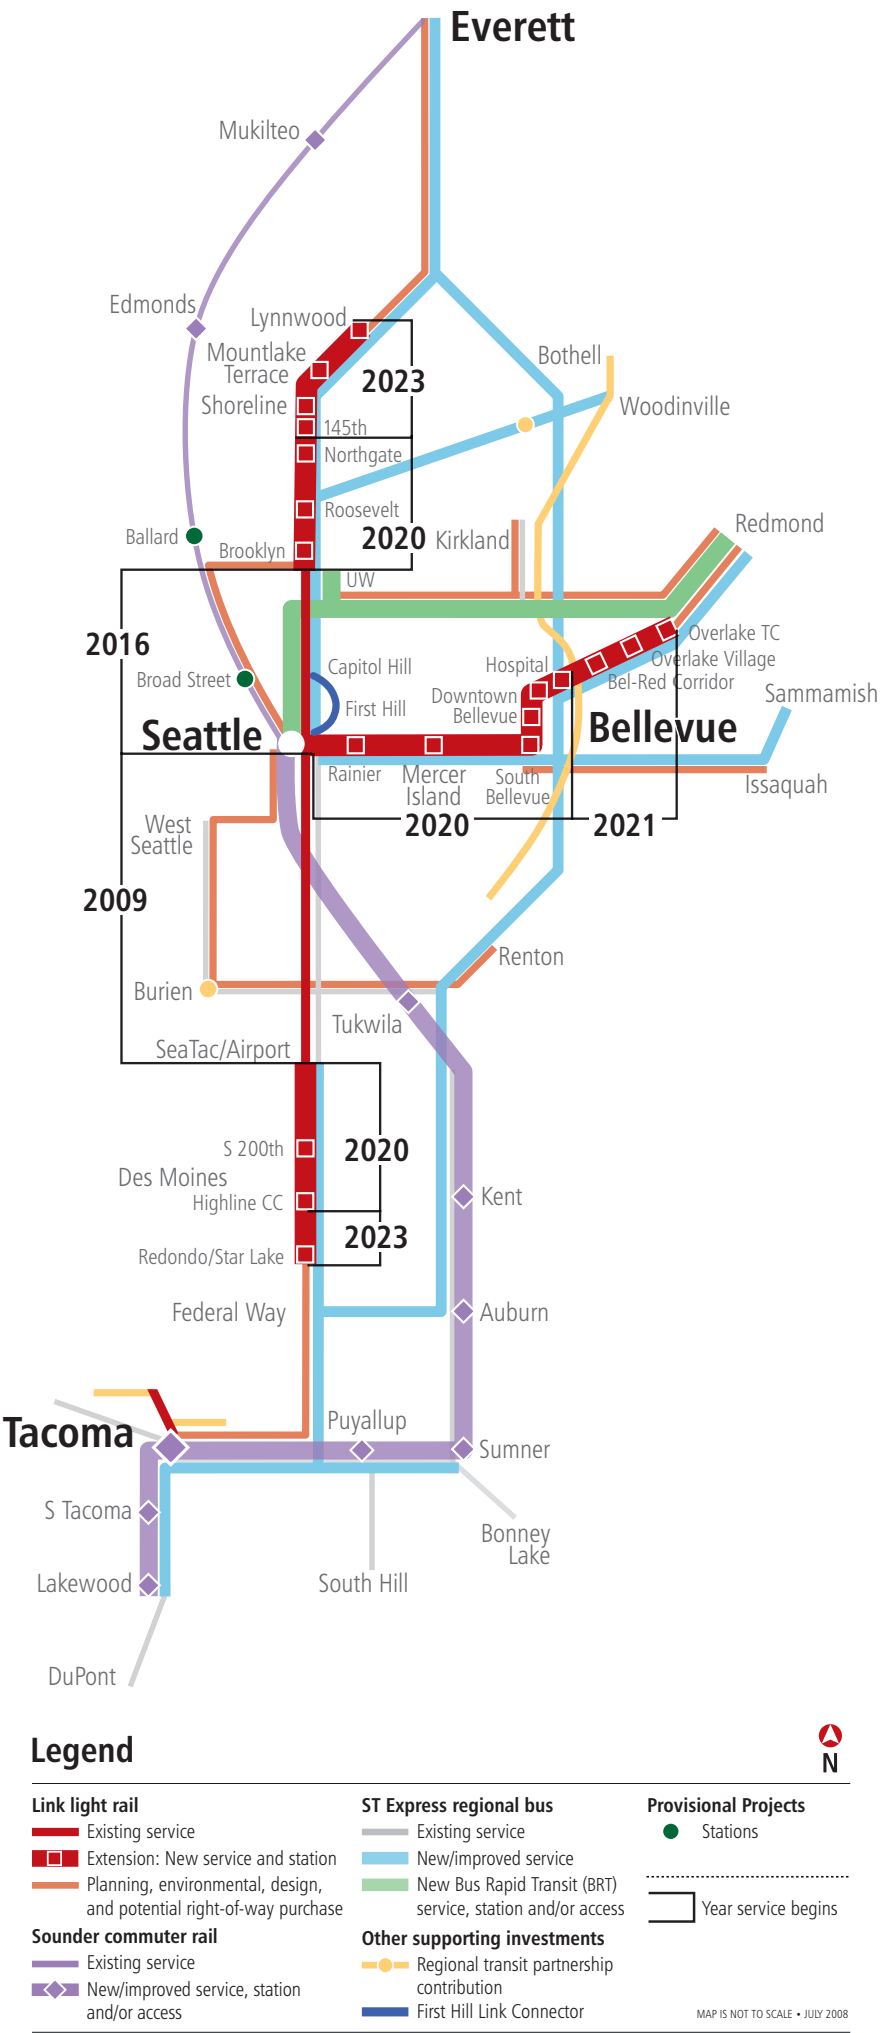 Everett
Mukilteo
Edmonds
Lynnwood
Mountlake
Terrace
2023
Bothell
Shoreline
Woodinville
145th
Northgate
Roosevelt
Redmond
Ballard
Brooklyn
2020
Kirkland
UW
2016
Overlake TC
Capitol Hill
Hospital
Overlake Village
Broad Street
Bel-Red Corridor
Downtown
Bellevue
Sammamish
First Hill
Seattle
Bellevue
Rainier
Mercer
Island
South
Bellevue
Issaquah
West
Seattle
2020
2021
2009
Renton
Burien
Tukwila
SeaTac/Airport
S 200th
2020
Des Moines
Highline CC
Kent
2023
Redondo/Star Lake
Federal Way
Auburn
Puyallup
Tacoma
Sumner
S Tacoma
Bonney
Lake
Lakewood
South Hill
DuPont
Legend
N
Link light rail
Existing service
Extension: New service and station
Planning, environmental, design,
and potential right-of-way purchase
Sounder commuter rail
Existing service
New/improved service, station
and/or access
ST Express regional bus
Existing service
New/improved service
New Bus Rapid Transit (BRT)
service, station and/or access
Other supporting investments
Regional transit partnership
contribution
First Hill Link Connector
Provisional Projects
Stations
Year service begins
MAP IS NOT TO SCALE • JULY 2008